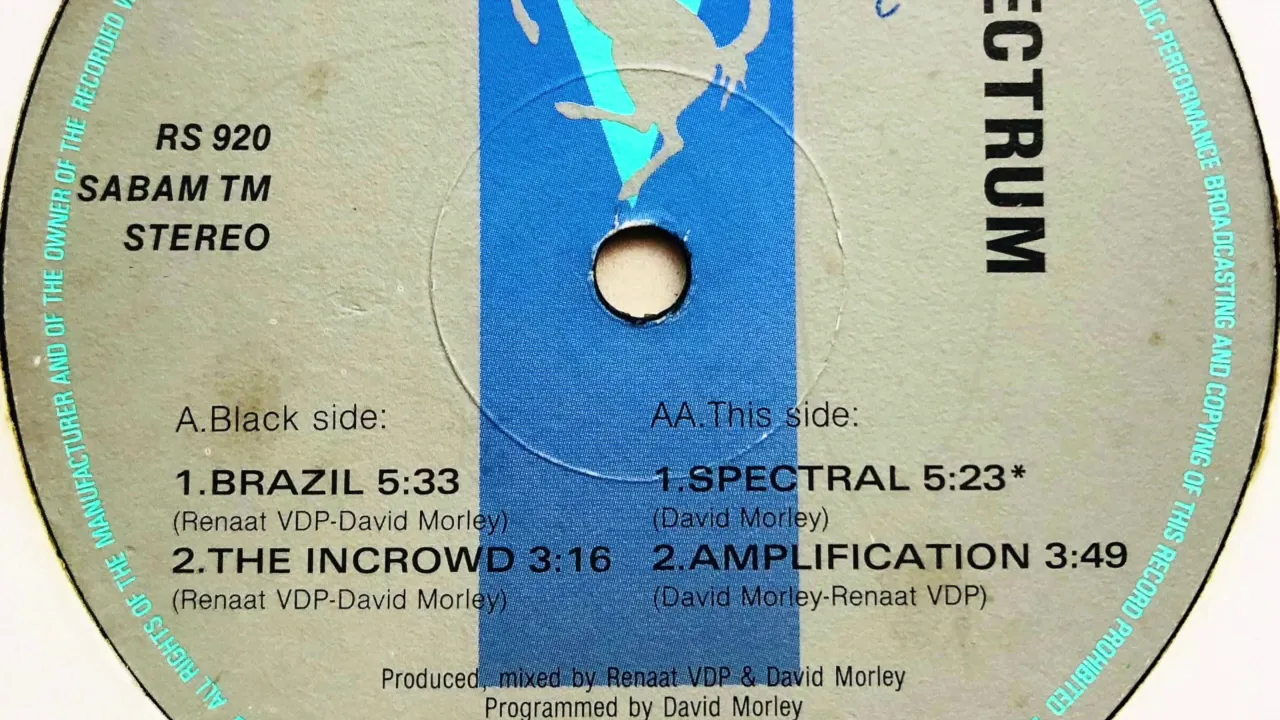 ECTRUM
RS 920
SABAM TM
STEREO
A.Black side:
1.BRAZIL 5:33
(Renaat VDP-David Morley)
2.THE INCROWD 3:16
(Renaat VDP-David Morley)
AA.This side:
1.SPECTRAL 5:23*
(David Morley)
2.AMPLIFICATION 3:49
(David Morley-Renaat VDP)
Produced, mixed by Renaat VDP & David Morley
Programmed by David Morley
ALL RIGHTS OF THE MANUFACTURER AND OF THE OWNER OF THE RECORDED
PERFORMANCE BROADCASTING AND COPYING OF THIS RECORD PROHIBITED